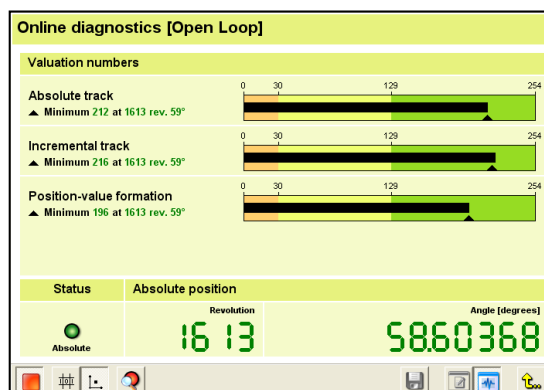 Online diagnostics [Open Loop]
Valuation numbers
Absolute track
Minimum 212 at 1613 rev. 59°
0 30 129 254
Incremental track
Minimum 216 at 1613 rev. 59°
0 30 129 254
Position-value formation
Minimum 196 at 1613 rev. 59°
0 30 129 254
Status
Absolute position
Absolute
Revolution
1613
Angle [degrees]
58.60368